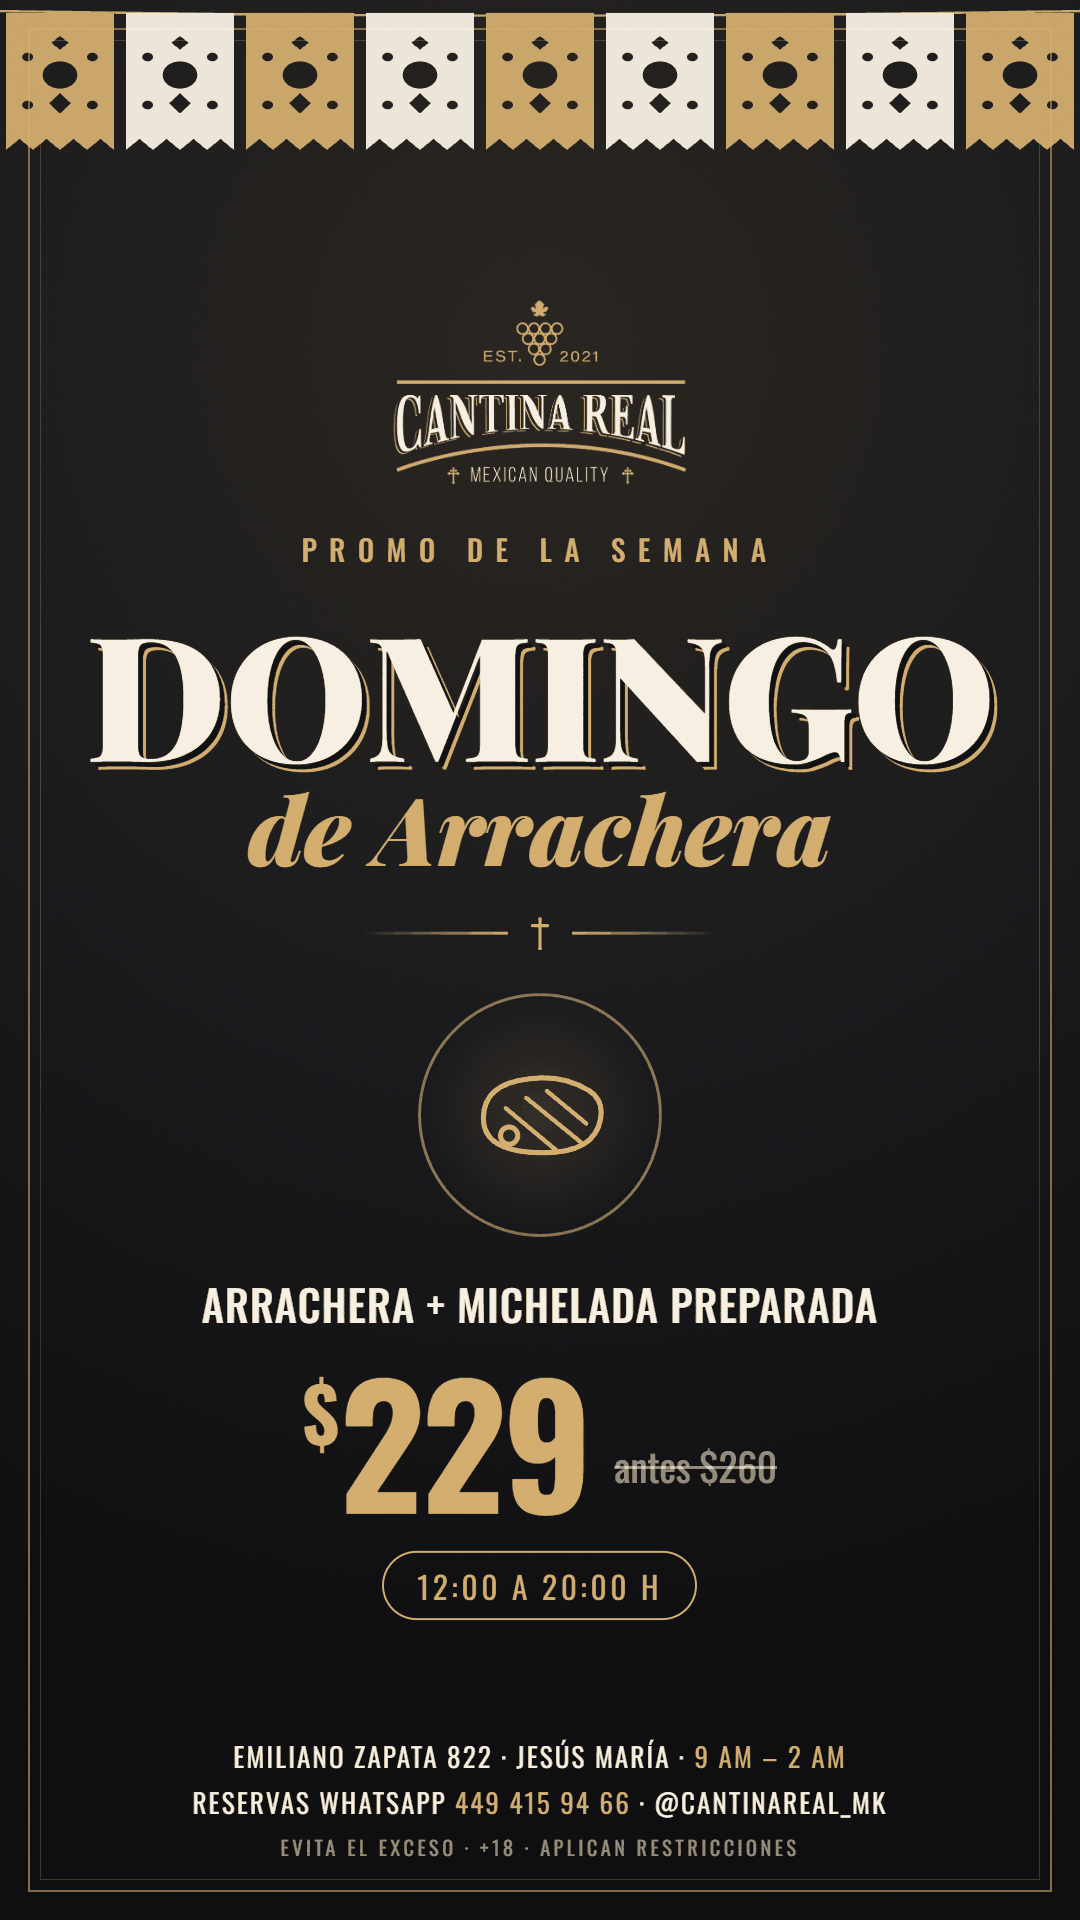 EST. 2021
CANTINA REAL
MEXICAN QUALITY
PROMO DE LA SEMANA
DOMINGO
de Arrachera
ARRACHERA + MICHELADA PREPARADA
$229 antes $260
12:00 A 20:00 H
EMILIANO ZAPATA 822 · JESÚS MARÍA · 9 AM – 2 AM
RESERVAS WHATSAPP 449 415 94 66 · @CANTINAREAL_MK
EVITA EL EXCESO · +18 · APLICAN RESTRICCIONES